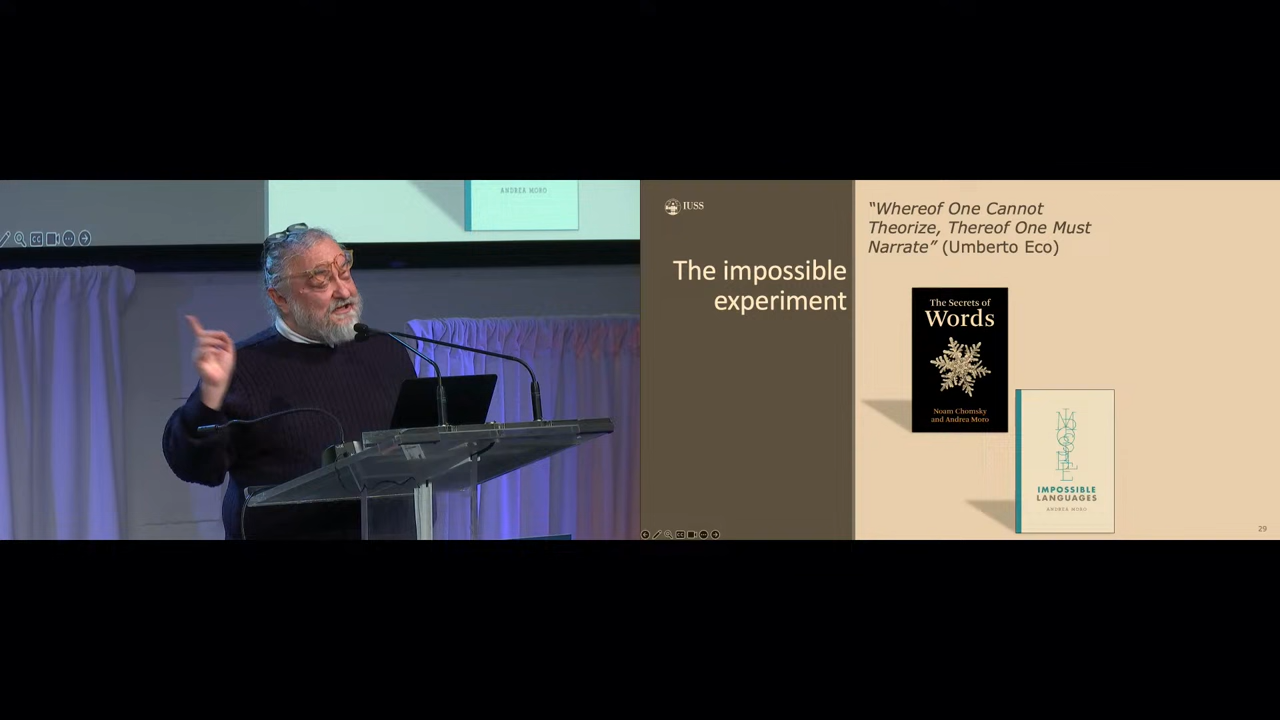 ANDREA MORO
IUSS
The impossible
experiment
“Whereof One Cannot
Theorize, Thereof One Must
Narrate” (Umberto Eco)
The Secrets of
Words
Noam Chomsky
and Andrea Moro
IMPOSSIBLE
LANGUAGES
ANDREA MORO
29